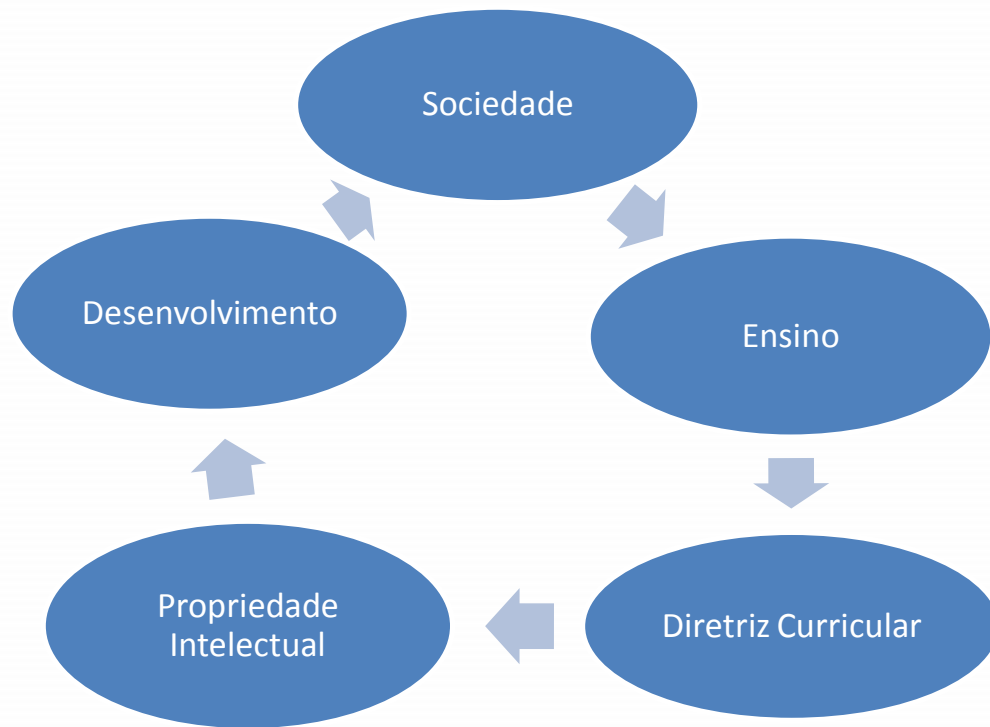 Sociedade
Ensino
Diretriz Curricular
Propriedade
Intelectual
Desenvolvimento